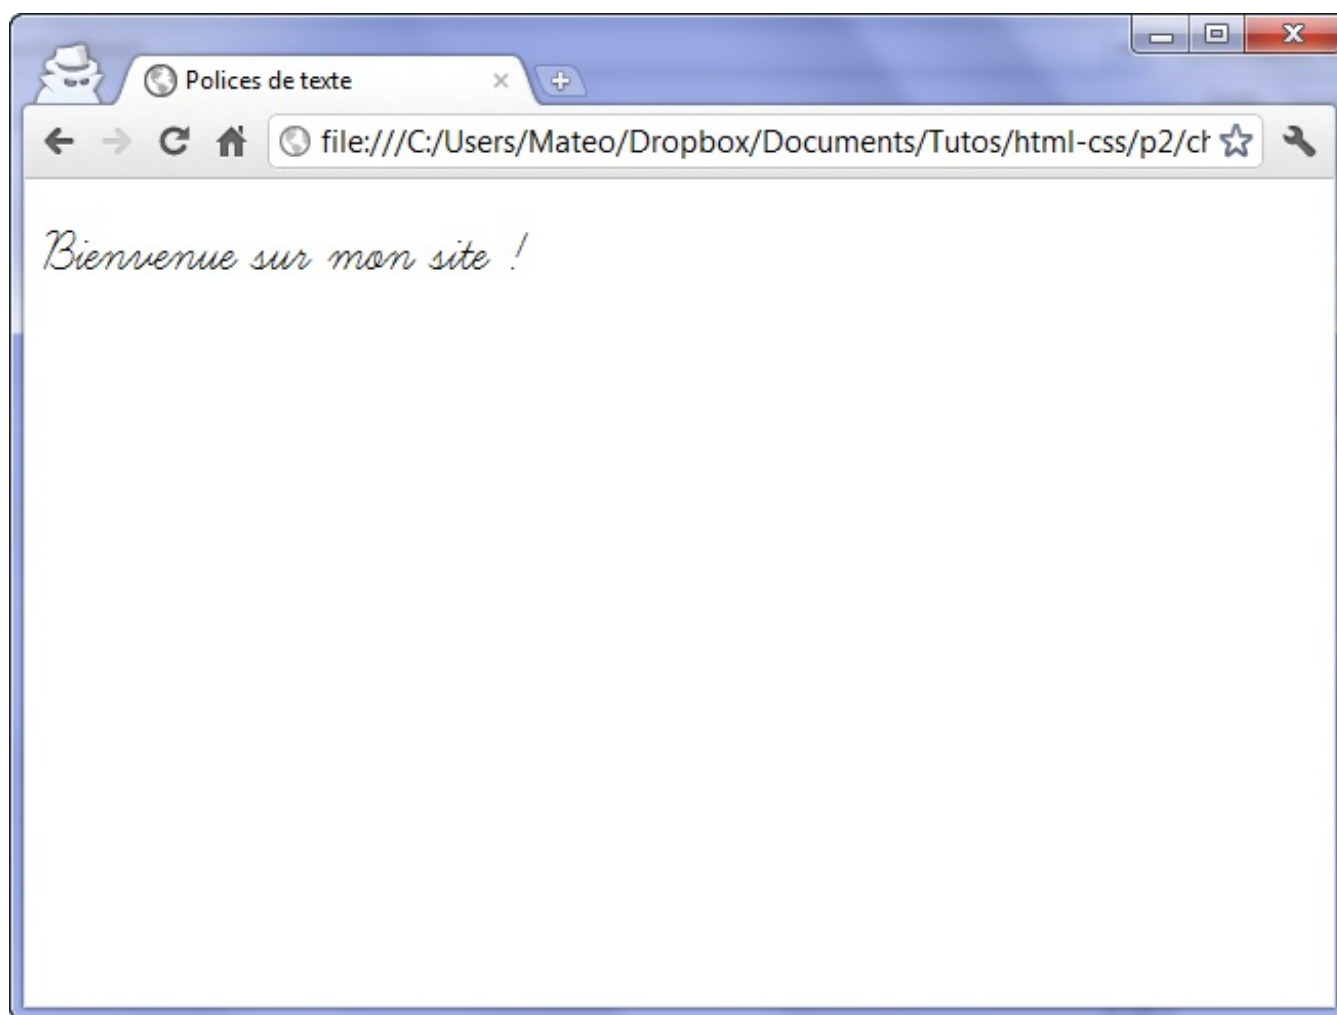 Polices de texte
file:///C:/Users/Mateo/Dropbox/Documents/Tutos/html-css/p2/ch
Bienvenue sur mon site !